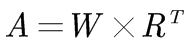 A = W × R^T